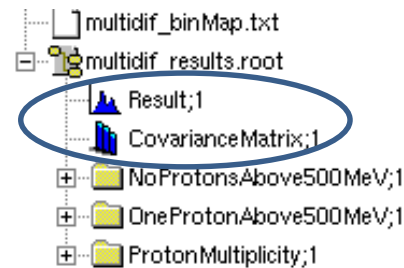 multidif_binMap.txt
multidif_results.root
Result;1
CovarianceMatrix;1
NoProtonsAbove500MeV;1
OneProtonAbove500MeV;1
ProtonMultiplicity;1